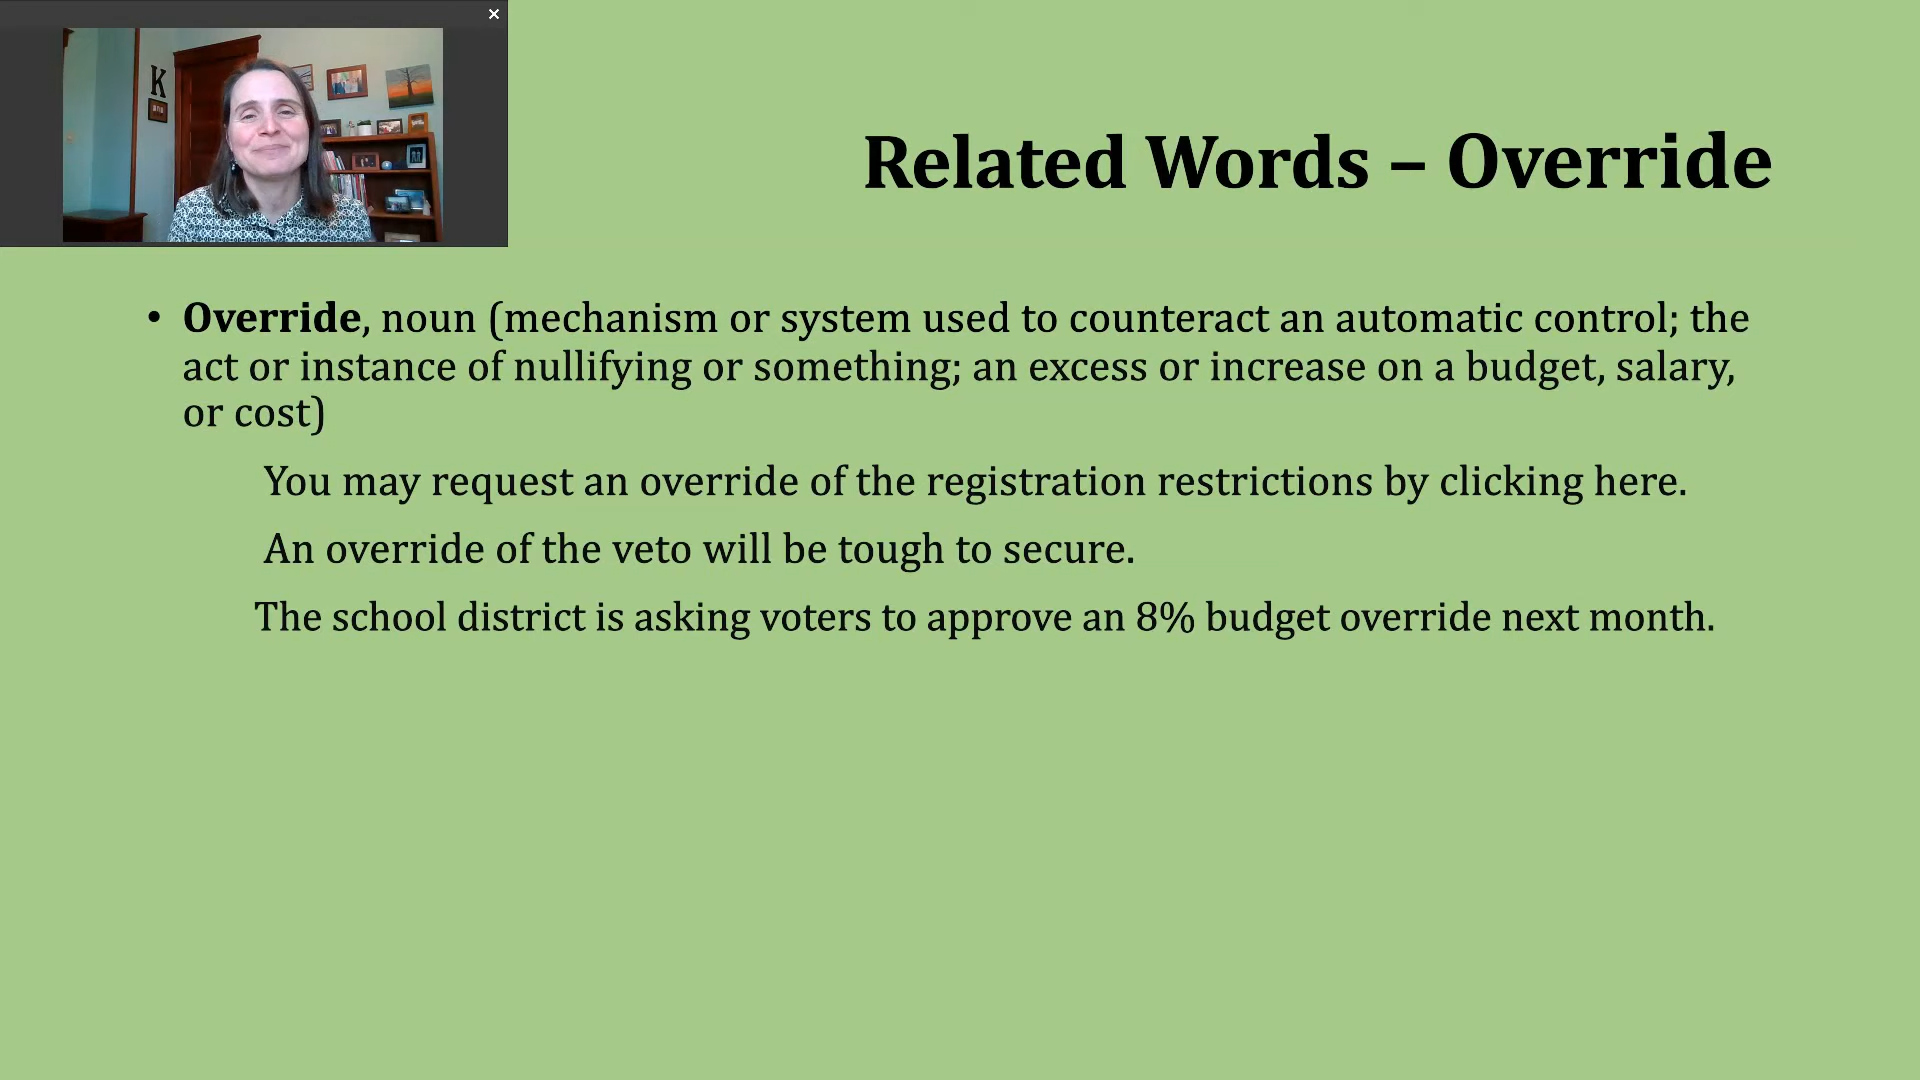 K
Related Words – Override
• Override, noun (mechanism or system used to counteract an automatic control; the
act or instance of nullifying or something; an excess or increase on a budget, salary,
or cost)
You may request an override of the registration restrictions by clicking here.
An override of the veto will be tough to secure.
The school district is asking voters to approve an 8% budget override next month.